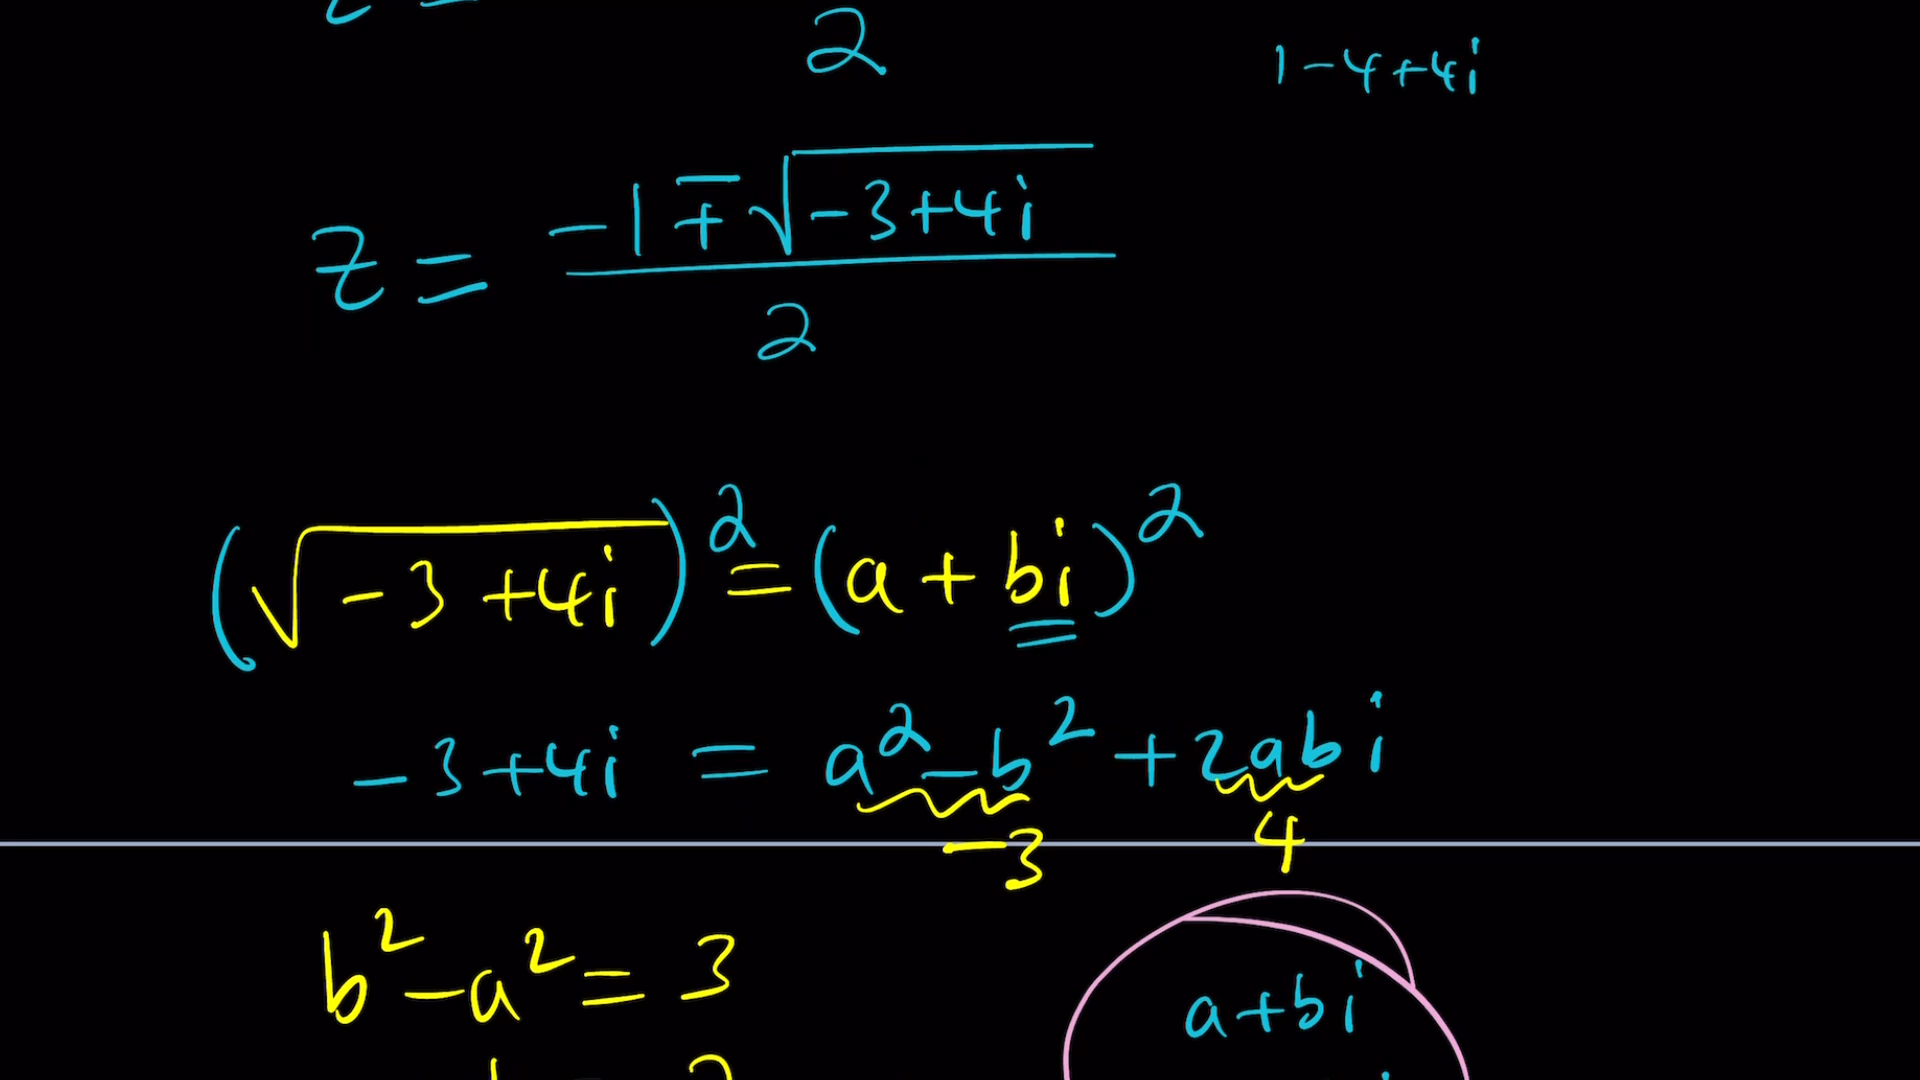 2
1-4+4i
z = (-1 ∓ √(-3+4i)) / 2
(√(-3+4i))² = (a+bi)²
-3+4i = a²-b²+2abi
-3 4
b²-a²=3
a+bi